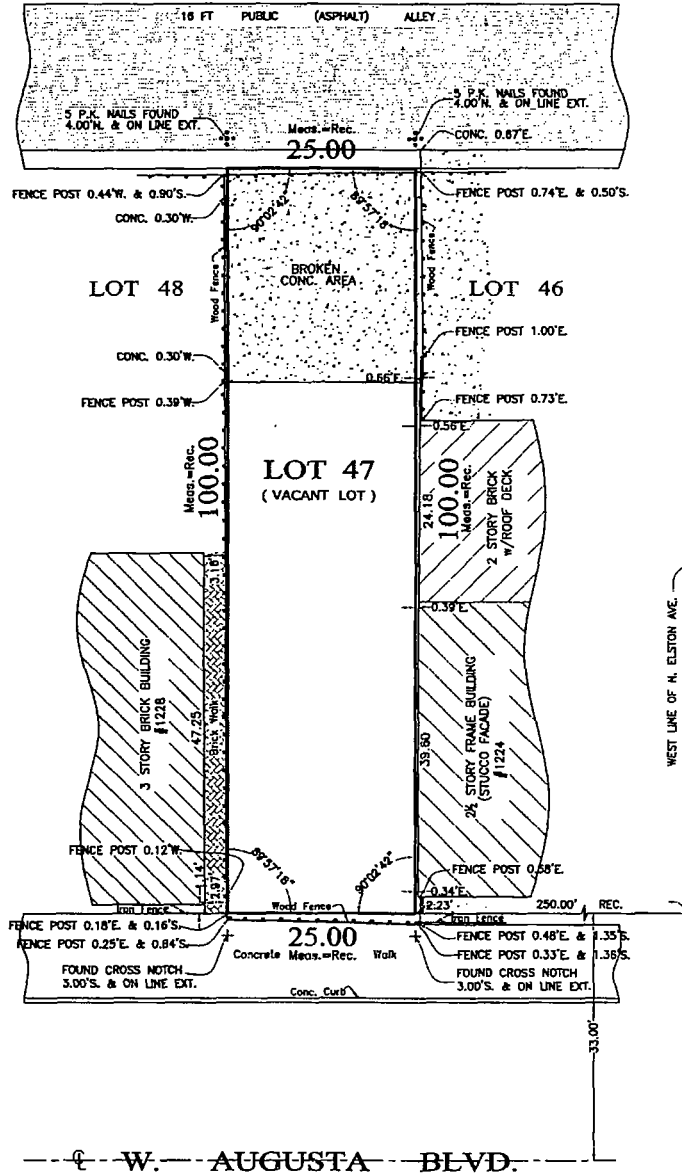 16 FT PUBLIC (ASPHALT) ALLEY
5 P.K. NAILS FOUND
4.00'N. & ON LINE EXT.
5 P.K. NAILS FOUND
4.00'N. & ON LINE EXT.
Meas.=Rec.
25.00
CONC. 0.67'E.
FENCE POST 0.44'W. & 0.90'S.
FENCE POST 0.74'E. & 0.50'S.
CONC. 0.30'W.
90°02'42"
89°57'18"
Wood Fence
Wood Fence
BROKEN
CONC. AREA
LOT 48
LOT 46
FENCE POST 1.00'E.
CONC. 0.30'W.
0.66'E.
FENCE POST 0.39'W.
FENCE POST 0.73'E.
0.56'E.
LOT 47
(VACANT LOT)
Meas.=Rec.
100.00
24.18
100.00
Meas.=Rec.
2 STORY BRICK
w/ROOF DECK
3.16'
0.39'E.
3 STORY BRICK BUILDING
#1228
47.25
Brick Walk
39.60
2½ STORY FRAME BUILDING
(STUCCO FACADE)
#1224
WEST LINE OF N. ELSTON AVE.
FENCE POST 0.12'W.
89°57'18"
90°02'42"
FENCE POST 0.58'E.
1.14'
2.97'
0.34'E.
2.23'
250.00' REC.
Iron Fence
Wood Fence
Iron Fence
FENCE POST 0.18'E. & 0.16'S.
FENCE POST 0.48'E. & 1.35'S.
FENCE POST 0.25'E. & 0.84'S.
25.00
FENCE POST 0.33'E. & 1.36'S.
Concrete Meas.=Rec. Walk
FOUND CROSS NOTCH
3.00'S. & ON LINE EXT.
FOUND CROSS NOTCH
3.00'S. & ON LINE EXT.
Conc. Curb
33.00'
℄ W. AUGUSTA BLVD.